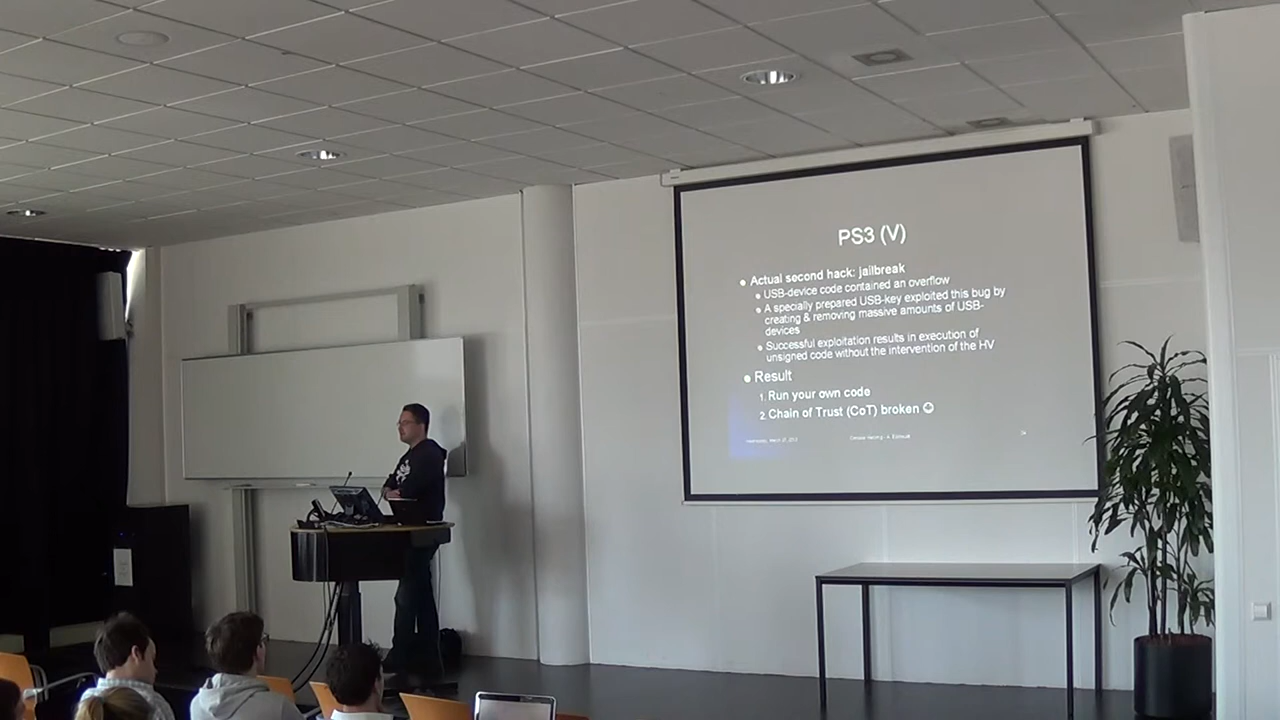 PS3 (V)
Actual second hack: jailbreak
USB-device code contained an overflow
A specially prepared USB-key exploited this bug by
creating & removing massive amounts of USB-
devices
Successful exploitation results in execution of
unsigned code without the intervention of the HV
Result
1. Run your own code
2. Chain of Trust (CoT) broken ☺